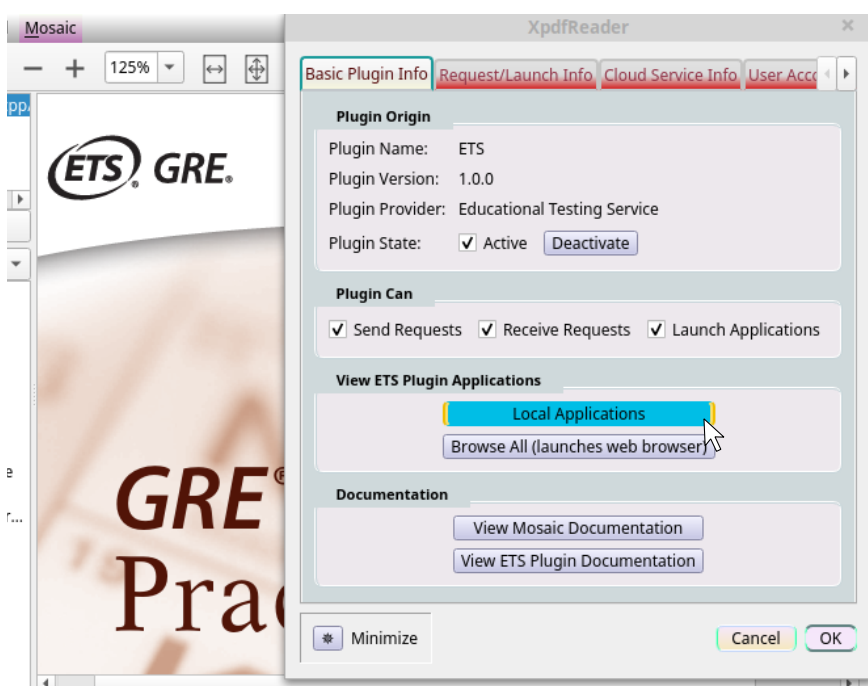 Mosaic
XpdfReader
125%
Basic Plugin Info Request/Launch Info Cloud Service Info User Acco
Plugin Origin
Plugin Name: ETS
Plugin Version: 1.0.0
Plugin Provider: Educational Testing Service
Plugin State: Active Deactivate
Plugin Can
Send Requests Receive Requests Launch Applications
View ETS Plugin Applications
Local Applications
Browse All (launches web browser)
Documentation
View Mosaic Documentation
View ETS Plugin Documentation
Minimize Cancel OK
pp
e
r...
ETS® GRE®
GRE®
Prac
15